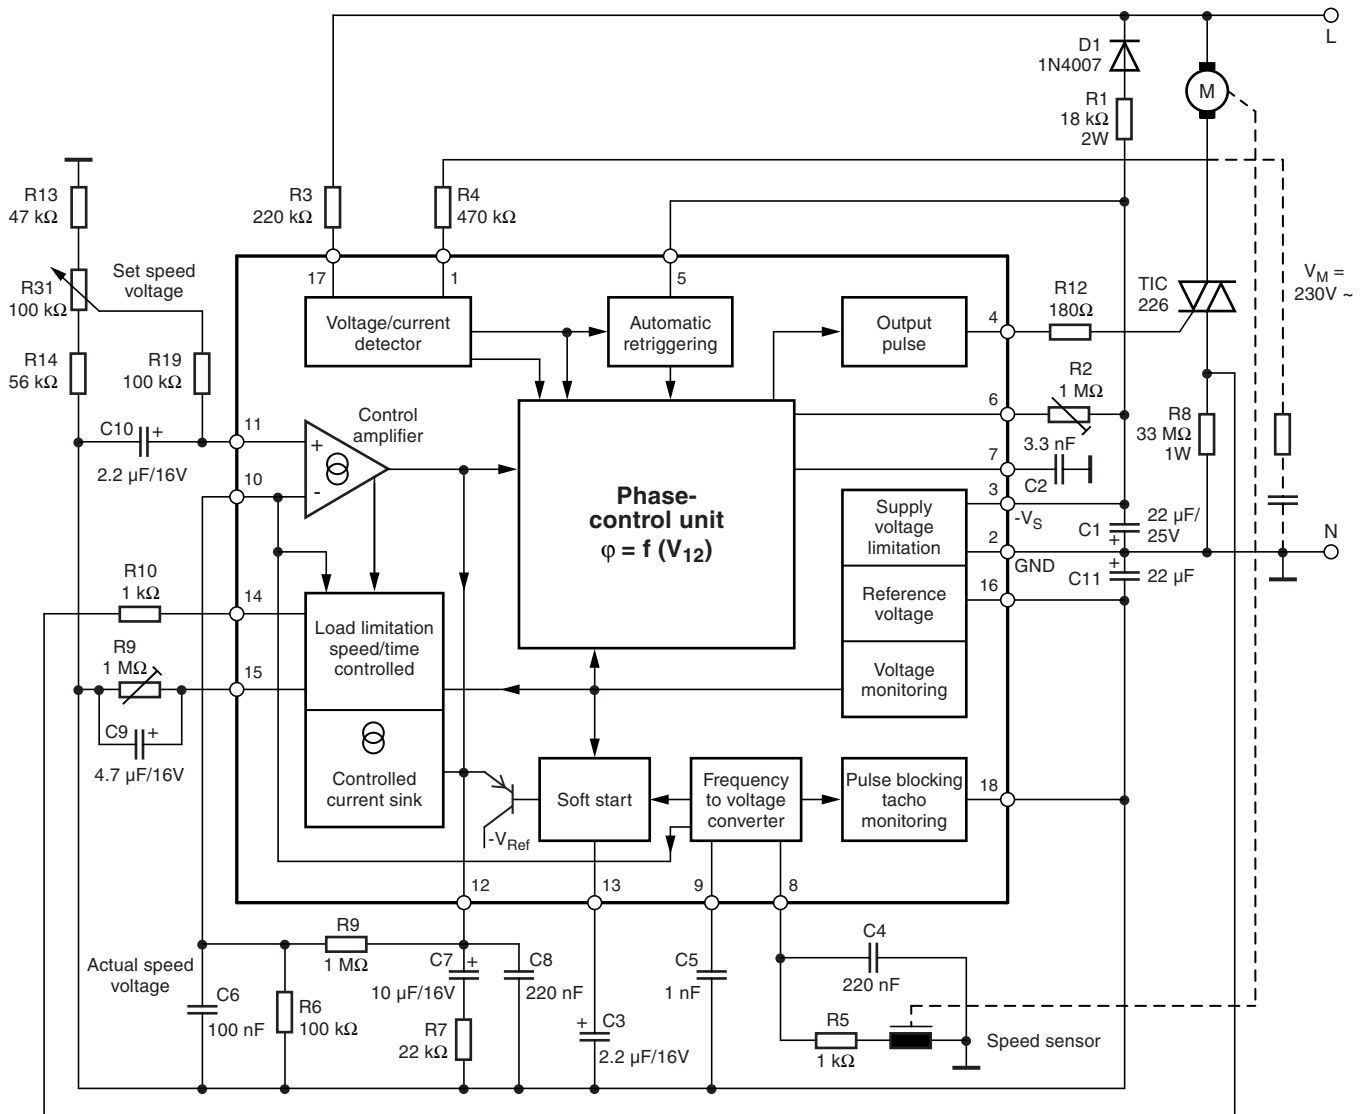 L
D1
1N4007
R1
18 kΩ
2W
M
R13
47 kΩ
R3
220 kΩ
R4
470 kΩ
R31
100 kΩ
Set speed
voltage
17
1
5
Voltage/current
detector
Automatic
retriggering
Output
pulse
4
R12
180Ω
TIC
226
V_M =
230V ~
R14
56 kΩ
R19
100 kΩ
R2
1 MΩ
6
C10
+
2.2 µF/16V
11
Control
amplifier
+
-
10
R8
33 MΩ
1W
3.3 nF
7
C2
Phase-
control unit
φ = f (V₁₂)
3
-V_S
Supply
voltage
limitation
C1
+
22 µF/
25V
2
GND
N
R10
1 kΩ
14
C11
+
22 µF
16
Reference
voltage
Load limitation
speed/time
controlled
R9
1 MΩ
15
Voltage
monitoring
C9
+
4.7 µF/16V
Controlled
current sink
-V_Ref
Soft start
Frequency
to voltage
converter
Pulse blocking
tacho
monitoring
18
12
13
9
8
R9
1 MΩ
Actual speed
voltage
C6
100 nF
R6
100 kΩ
C7
+
10 µF/16V
R7
22 kΩ
C8
220 nF
+
C3
2.2 µF/16V
C5
1 nF
C4
220 nF
R5
1 kΩ
Speed sensor